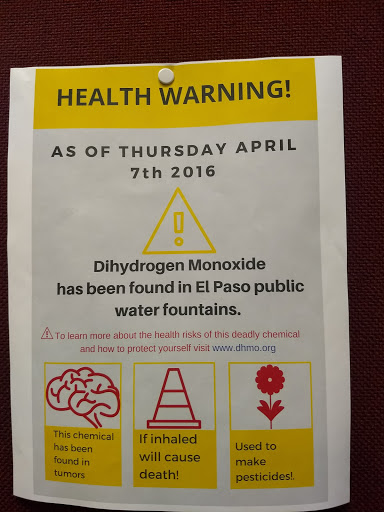 HEALTH WARNING!
AS OF THURSDAY APRIL
7th 2016
Dihydrogen Monoxide
has been found in El Paso public
water fountains.
To learn more about the health risks of this deadly chemical
and how to protect yourself visit www.dhmo.org
This chemical
has been
found in
tumors
If inhaled
will cause
death!
Used to
make
pesticides!.